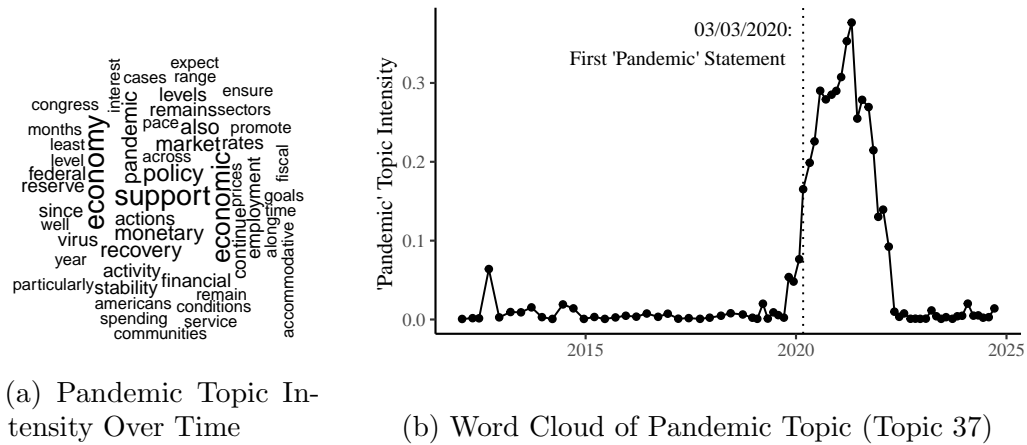 expect
interest
cases range
levels ensure
congress
pandemic
remains sectors
months
economy
pace also promote
least
market rates
level
across
federal
policy
economic
prices
employment
fiscal
reserve
support
goals
since
actions
continue
along
time
well
monetary
virus
recovery
accommodative
year
activity
financial
particularly stability
remain
americans conditions
spending service
communities
03/03/2020:
First 'Pandemic' Statement
'Pandemic' Topic Intensity
0.3
0.2
0.1
0.0
2015 2020 2025
(a) Pandemic Topic In-
tensity Over Time
(b) Word Cloud of Pandemic Topic (Topic 37)